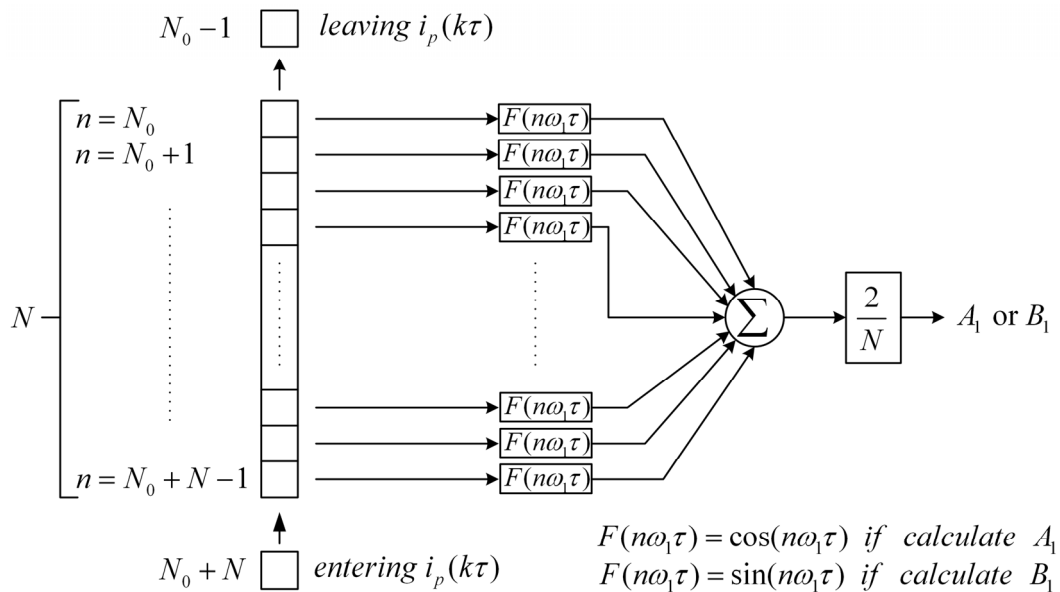 N₀ −1 leaving iₚ(kτ)
n = N₀ F(nω₁τ)
n = N₀ +1 F(nω₁τ)
F(nω₁τ)
F(nω₁τ)
N Σ 2/N A₁ or B₁
F(nω₁τ)
F(nω₁τ)
n = N₀ + N −1 F(nω₁τ)
N₀ + N entering iₚ(kτ)
F(nω₁τ) = cos(nω₁τ) if calculate A₁
F(nω₁τ) = sin(nω₁τ) if calculate B₁